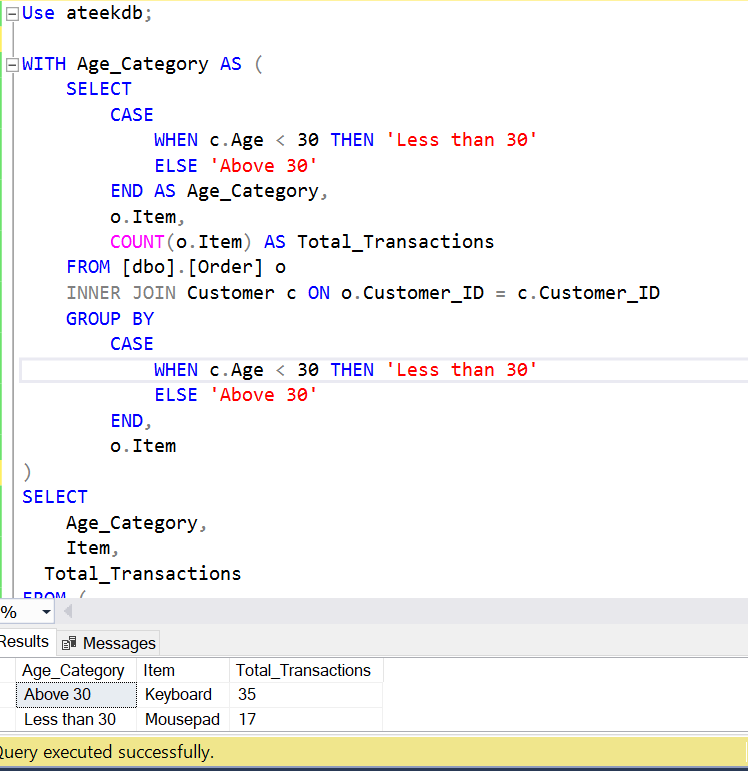 Use ateekdb;
WITH Age_Category AS (
SELECT
CASE
WHEN c.Age < 30 THEN 'Less than 30'
ELSE 'Above 30'
END AS Age_Category,
o.Item,
COUNT(o.Item) AS Total_Transactions
FROM [dbo].[Order] o
INNER JOIN Customer c ON o.Customer_ID = c.Customer_ID
GROUP BY
CASE
WHEN c.Age < 30 THEN 'Less than 30'
ELSE 'Above 30'
END,
o.Item
)
SELECT
Age_Category,
Item,
Total_Transactions
FROM (
%
Results Messages
Age_Category Item Total_Transactions
Above 30 Keyboard 35
Less than 30 Mousepad 17
Query executed successfully.